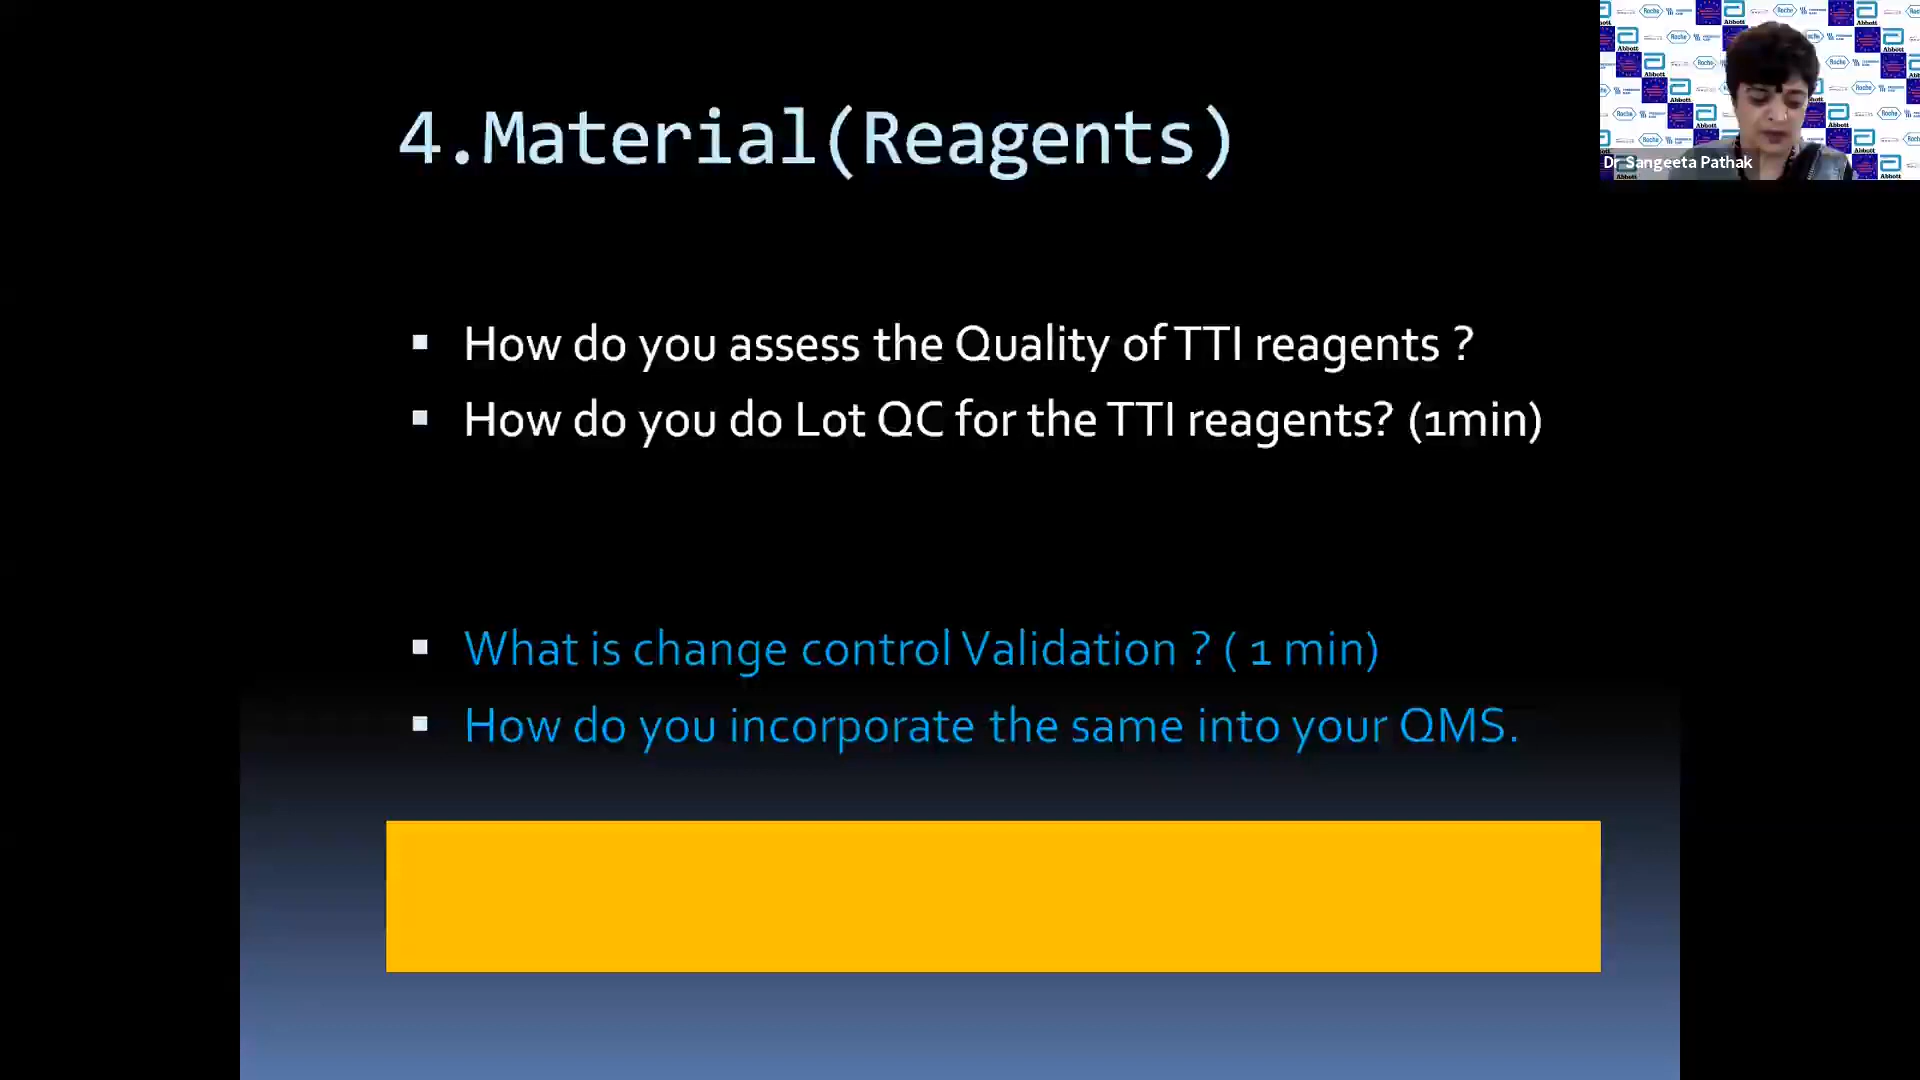 4.Material(Reagents)
How do you assess the Quality of TTI reagents ?
How do you do Lot QC for the TTI reagents? (1min)
What is change control Validation ? ( 1 min)
How do you incorporate the same into your QMS.
Dr Sangeeta Pathak
Roche
Abbott